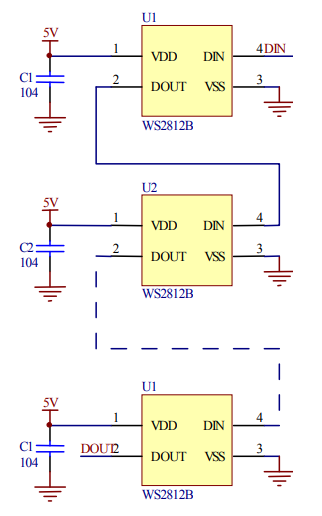 U1
5V
1 VDD DIN 4 DIN
C1
104
2 DOUT VSS 3
WS2812B
U2
5V
1 VDD DIN 4
C2
104
2 DOUT VSS 3
WS2812B
U1
5V
1 VDD DIN 4
C1
104
DOUT 2 DOUT VSS 3
WS2812B